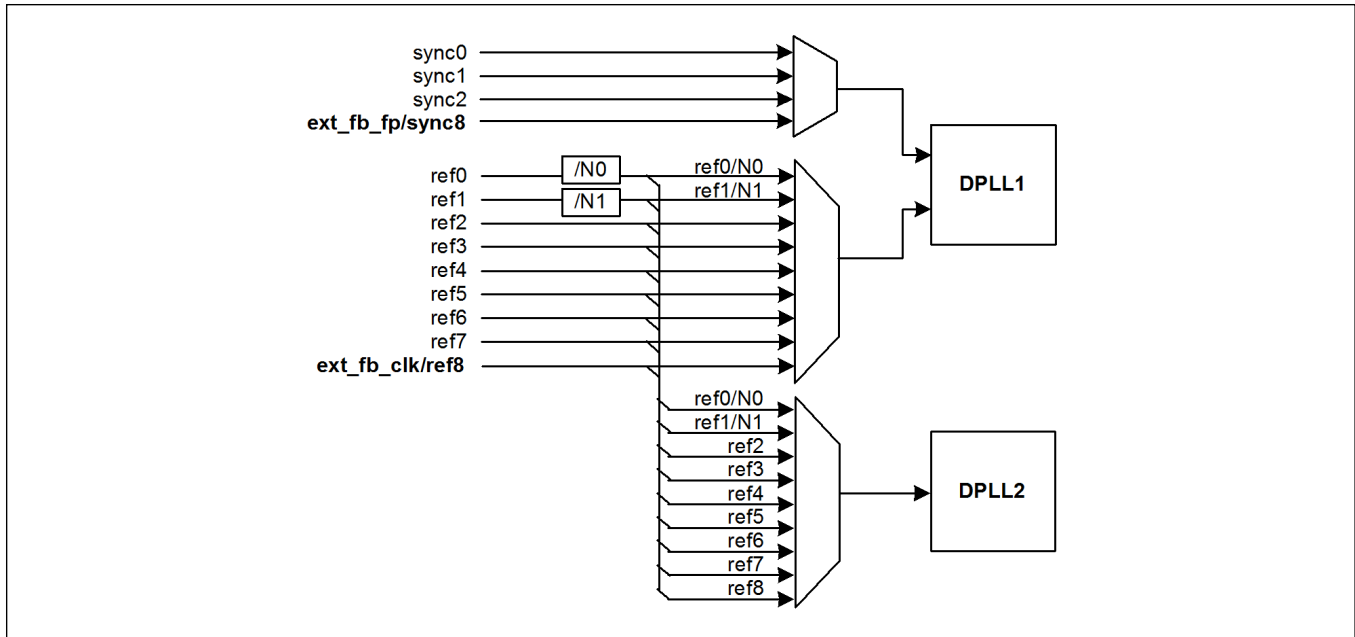 sync0
sync1
sync2
ext_fb_fp/sync8
DPLL1
ref0
/N0
ref0/N0
ref1
/N1
ref1/N1
ref2
ref3
ref4
ref5
ref6
ref7
ext_fb_clk/ref8
ref0/N0
ref1/N1
ref2
ref3
ref4
ref5
ref6
ref7
ref8
DPLL2